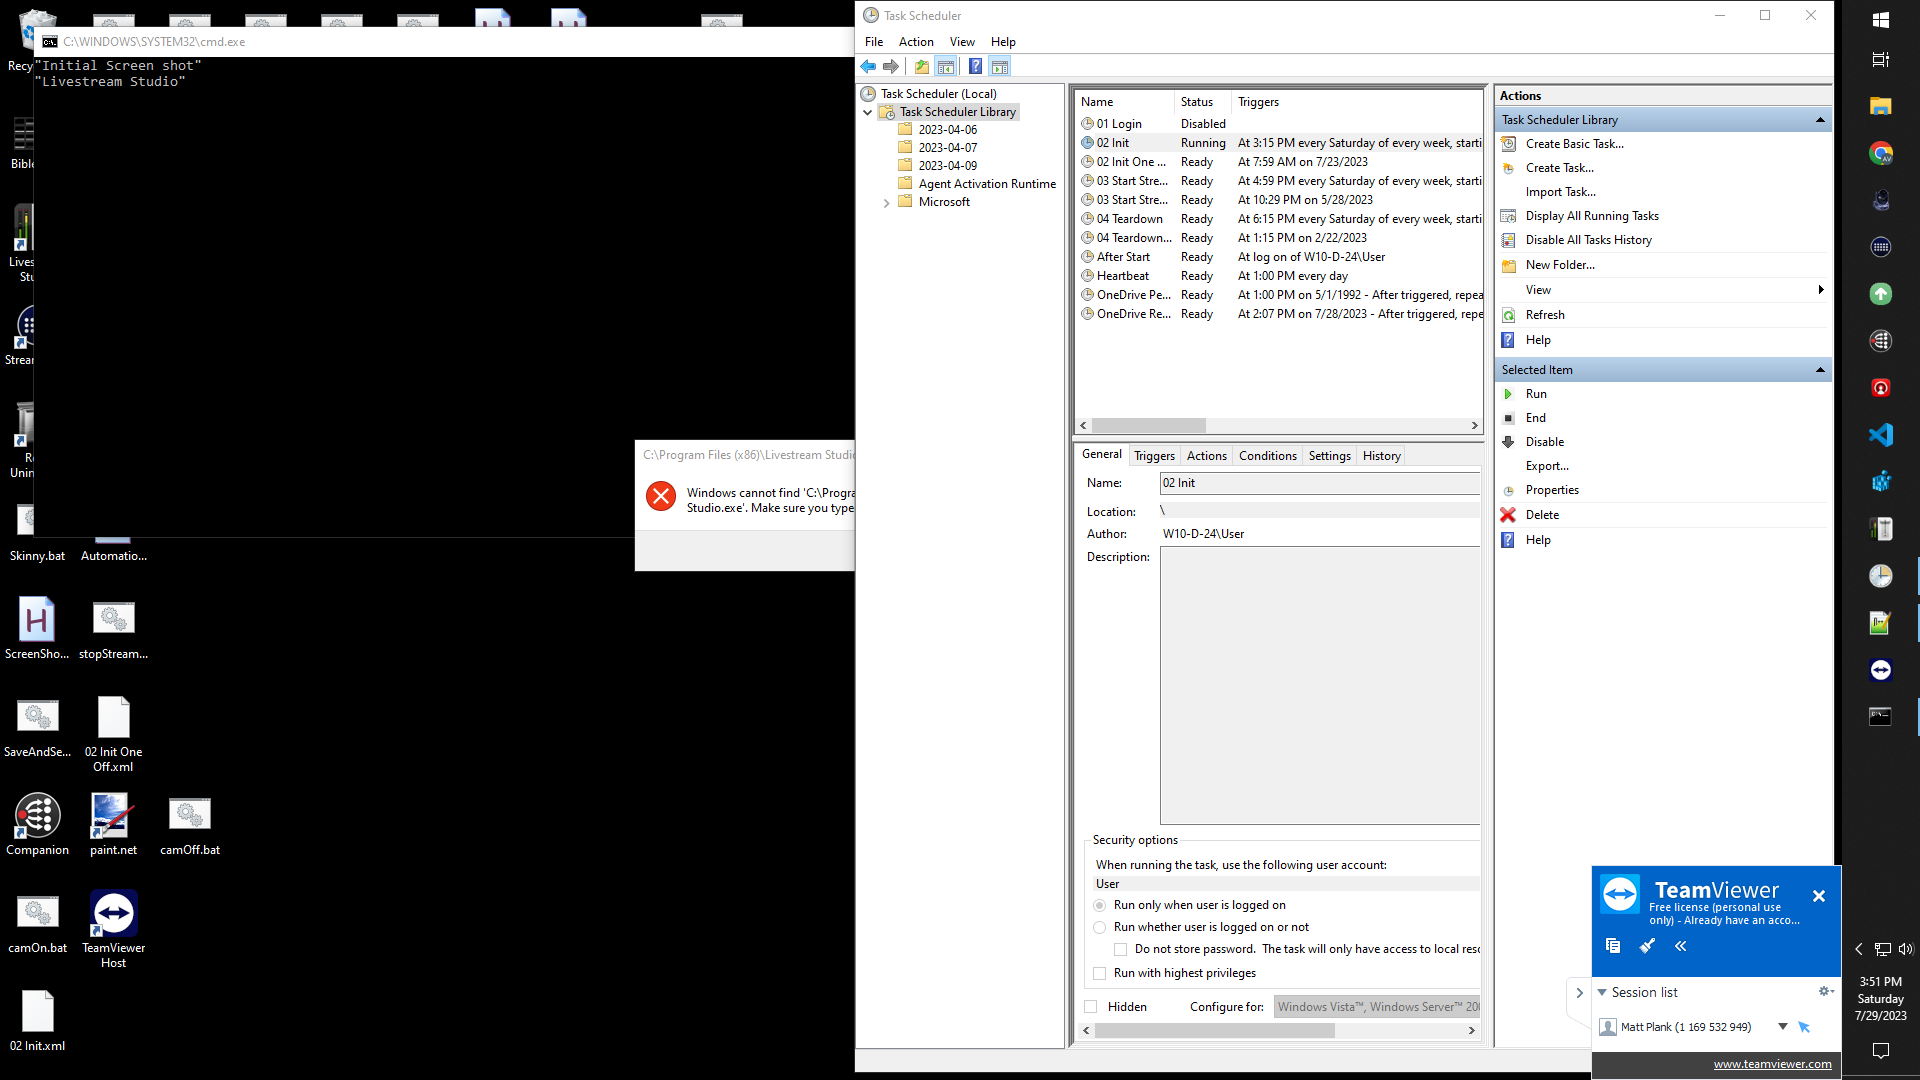 C:\WINDOWS\SYSTEM32\cmd.exe
"Initial Screen shot"
"Livestream Studio"
C:\Program Files (x86)\Livestream Studio
Windows cannot find 'C:\Progra
Studio.exe'. Make sure you type
Skinny.bat
Automatio...
ScreenSho...
stopStream...
SaveAndSe...
02 Init One
Off.xml
Companion
paint.net
camOff.bat
camOn.bat
TeamViewer
Host
02 Init.xml
Task Scheduler
File Action View Help
Task Scheduler (Local)
Task Scheduler Library
2023-04-06
2023-04-07
2023-04-09
Agent Activation Runtime
Microsoft
Name Status Triggers
01 Login Disabled
02 Init Running At 3:15 PM every Saturday of every week, starti
02 Init One ... Ready At 7:59 AM on 7/23/2023
03 Start Stre... Ready At 4:59 PM every Saturday of every week, starti
03 Start Stre... Ready At 10:29 PM on 5/28/2023
04 Teardown Ready At 6:15 PM every Saturday of every week, starti
04 Teardown... Ready At 1:15 PM on 2/22/2023
After Start Ready At log on of W10-D-24\User
Heartbeat Ready At 1:00 PM every day
OneDrive Pe... Ready At 1:00 PM on 5/1/1992 - After triggered, repea
OneDrive Re... Ready At 2:07 PM on 7/28/2023 - After triggered, repe
General Triggers Actions Conditions Settings History
Name: 02 Init
Location: \
Author: W10-D-24\User
Description:
Security options
When running the task, use the following user account:
User
Run only when user is logged on
Run whether user is logged on or not
Do not store password. The task will only have access to local reso
Run with highest privileges
Hidden Configure for: Windows Vista™, Windows Server™ 200
Actions
Task Scheduler Library
Create Basic Task...
Create Task...
Import Task...
Display All Running Tasks
Disable All Tasks History
New Folder...
View
Refresh
Help
Selected Item
Run
End
Disable
Export...
Properties
Delete
Help
TeamViewer
Free license (personal use
only) - Already have an acco...
Session list
Matt Plank (1 169 532 949)
www.teamviewer.com
3:51 PM
Saturday
7/29/2023